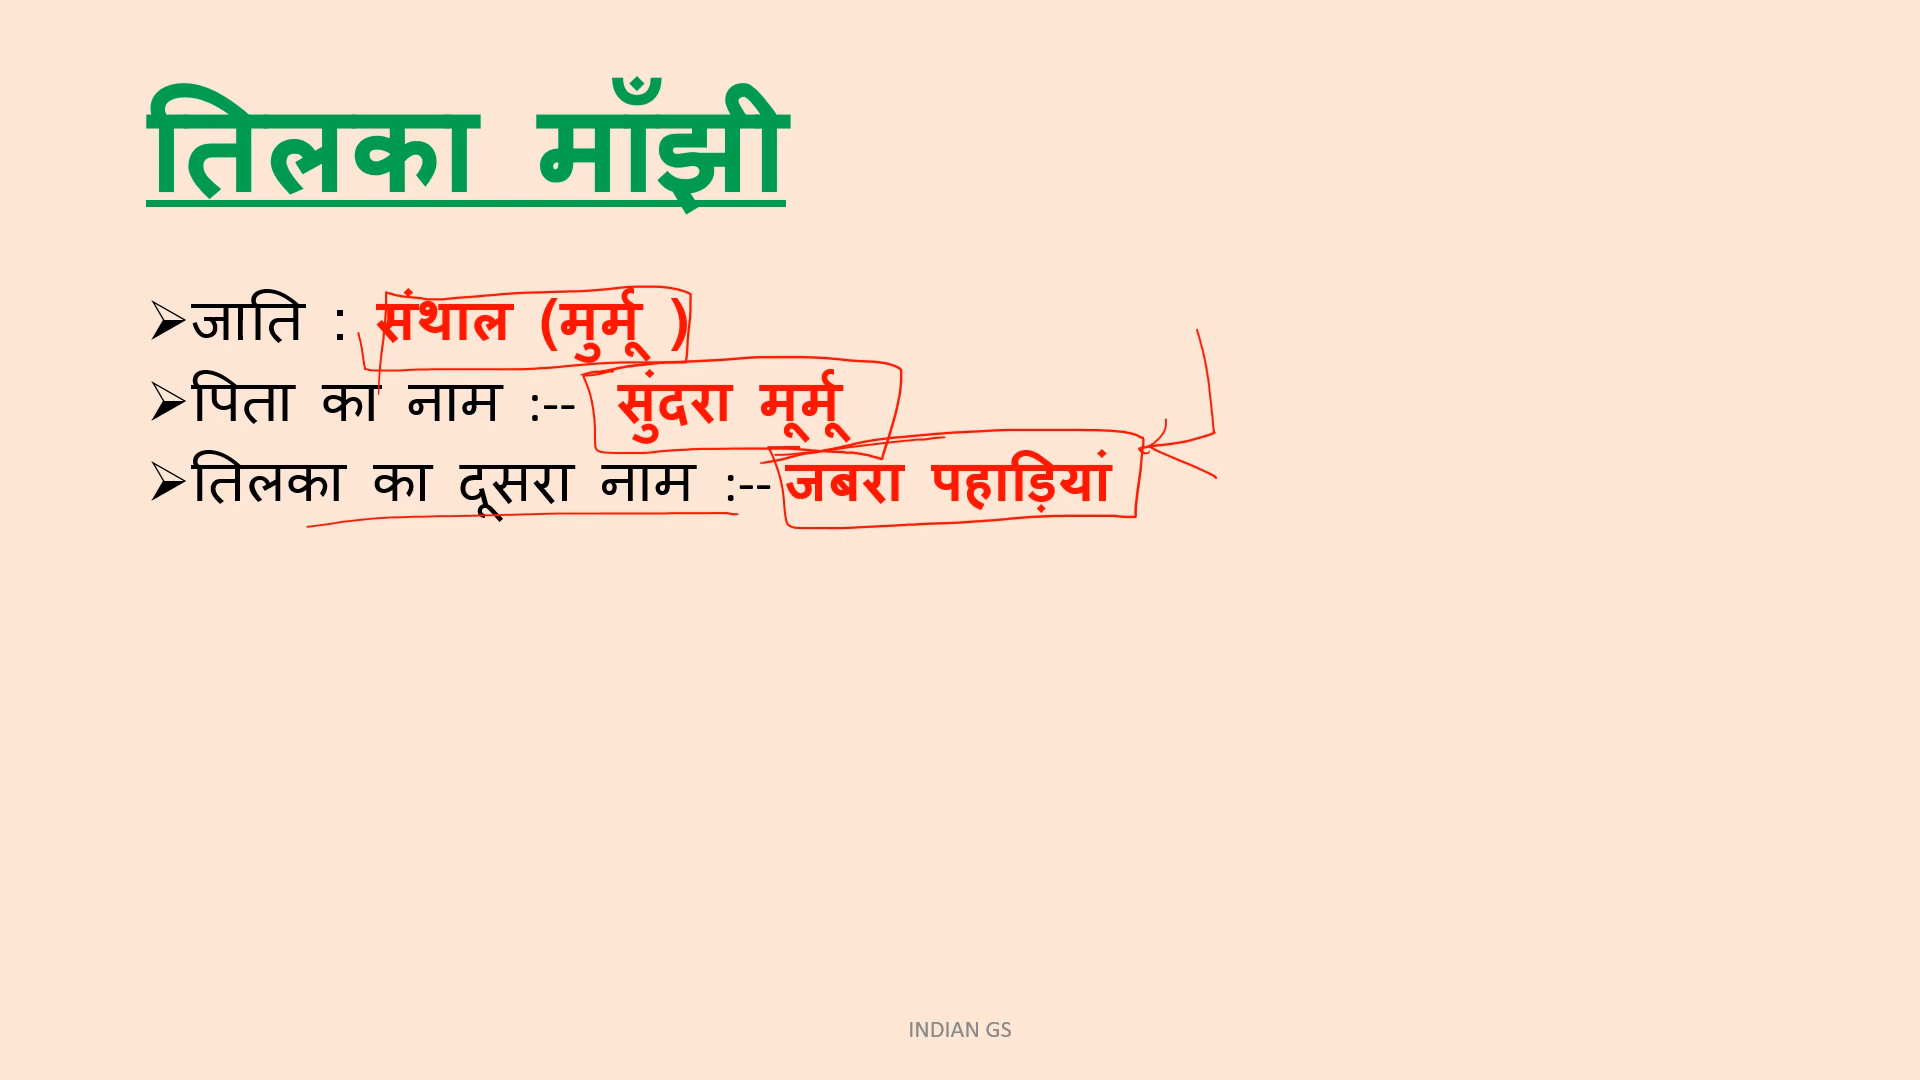 तिलका माँझी
➢जाति : संथाल (मुर्मू )
➢पिता का नाम :-- सुंदरा मूर्मू
➢तिलका का दूसरा नाम :-- जबरा पहाड़ियां
INDIAN GS